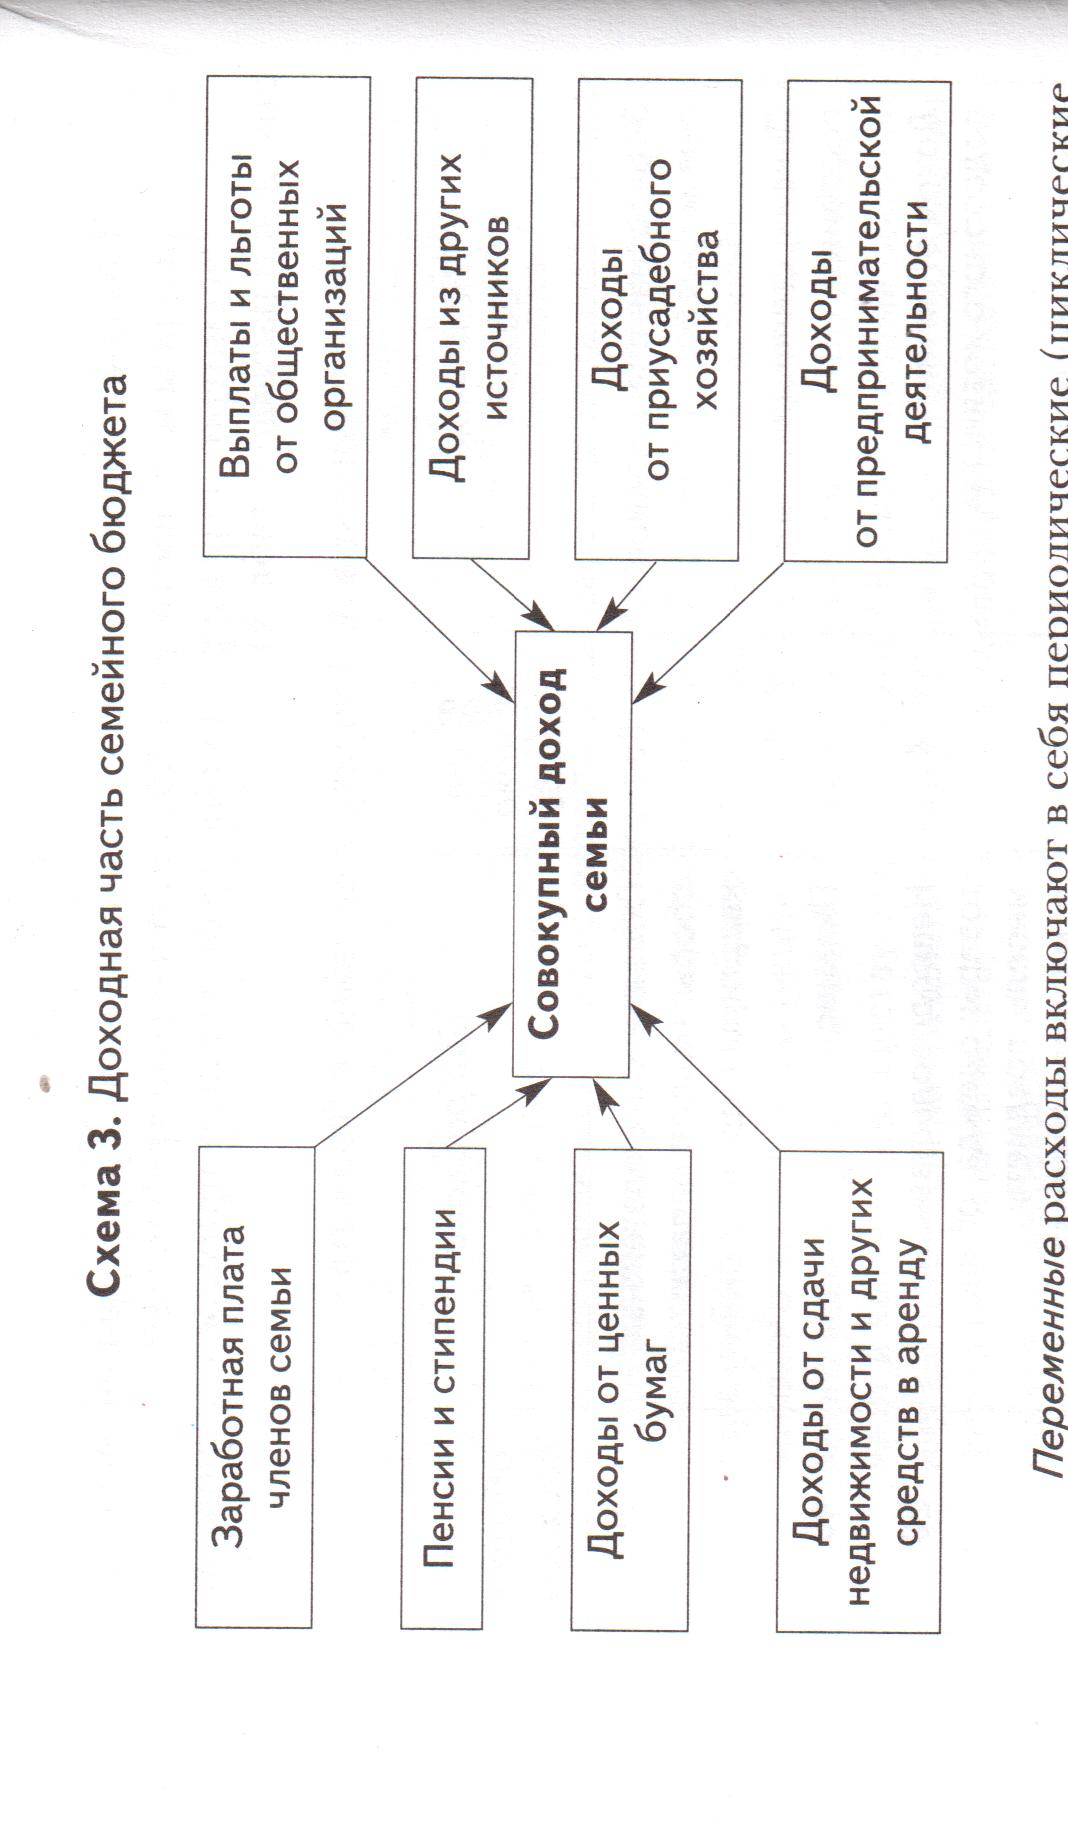 Схема 3. Доходная часть семейного бюджета
Заработная плата
членов семьи
Пенсии и стипендии
Доходы от ценных
бумаг
Доходы от сдачи
недвижимости и других
средств в аренду
Совокупный доход
семьи
Выплаты и льготы
от общественных
организаций
Доходы из других
источников
Доходы
от приусадебного
хозяйства
Доходы
от предпринимательской
деятельности
Переменные расходы включают в себя периодические (циклические